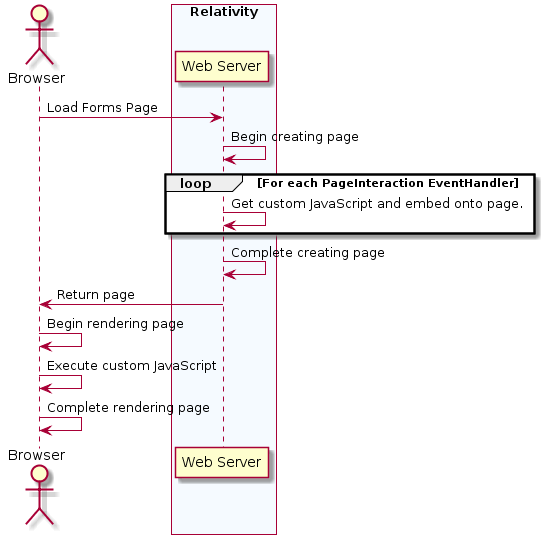 Relativity
Browser
Web Server
Load Forms Page
Begin creating page
loop [For each PageInteraction EventHandler]
Get custom JavaScript and embed onto page.
Complete creating page
Return page
Begin rendering page
Execute custom JavaScript
Complete rendering page
Browser
Web Server